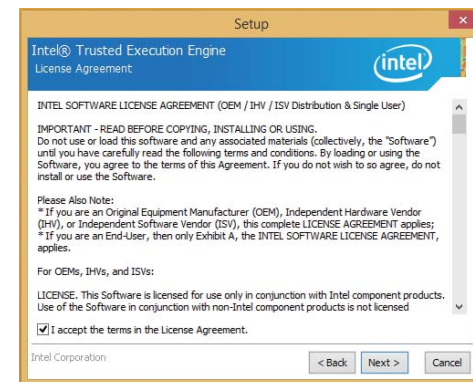 Setup
Intel® Trusted Execution Engine
License Agreement
intel
INTEL SOFTWARE LICENSE AGREEMENT (OEM / IHV / ISV Distribution & Single User)
IMPORTANT - READ BEFORE COPYING, INSTALLING OR USING.
Do not use or load this software and any associated materials (collectively, the "Software")
until you have carefully read the following terms and conditions. By loading or using the
Software, you agree to the terms of this Agreement. If you do not wish to so agree, do not
install or use the Software.
Please Also Note:
* If you are an Original Equipment Manufacturer (OEM), Independent Hardware Vendor
(IHV), or Independent Software Vendor (ISV), this complete LICENSE AGREEMENT applies;
* If you are an End-User, then only Exhibit A, the INTEL SOFTWARE LICENSE AGREEMENT,
applies.
For OEMs, IHVs, and ISVs:
LICENSE. This Software is licensed for use only in conjunction with Intel component products.
Use of the Software in conjunction with non-Intel component products is not licensed
I accept the terms in the License Agreement.
Intel Corporation
< Back
Next >
Cancel